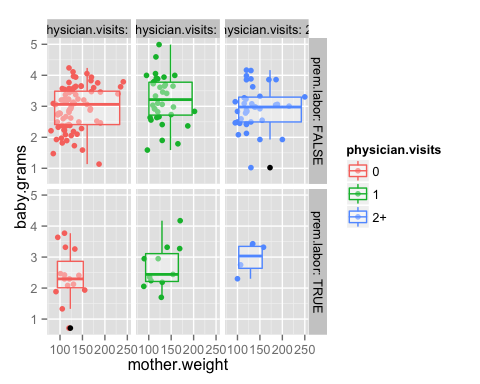 hysician.visits:
physician.visits:
hysician.visits: 2
5
4
3
2
1
prem.labor: FALSE
5
4
3
2
1
prem.labor: TRUE
baby.grams
100 150 200 250
100 150 200 250
100 150 200 250
mother.weight
physician.visits
0
1
2+